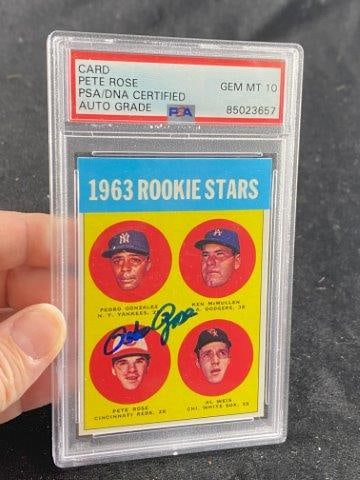 CARD
PETE ROSE
PSA/DNA CERTIFIED
AUTO GRADE
GEM MT 10
PSA
85023657
1963 ROOKIE STARS
PEDRO GONZALEZ
N. Y. YANKEES, 2B
KEN McMULLEN
L. A. DODGERS, 3B
Pete Rose
PETE ROSE
CINCINNATI REDS, 2B
AL WEIS
CHI. WHITE SOX, SS